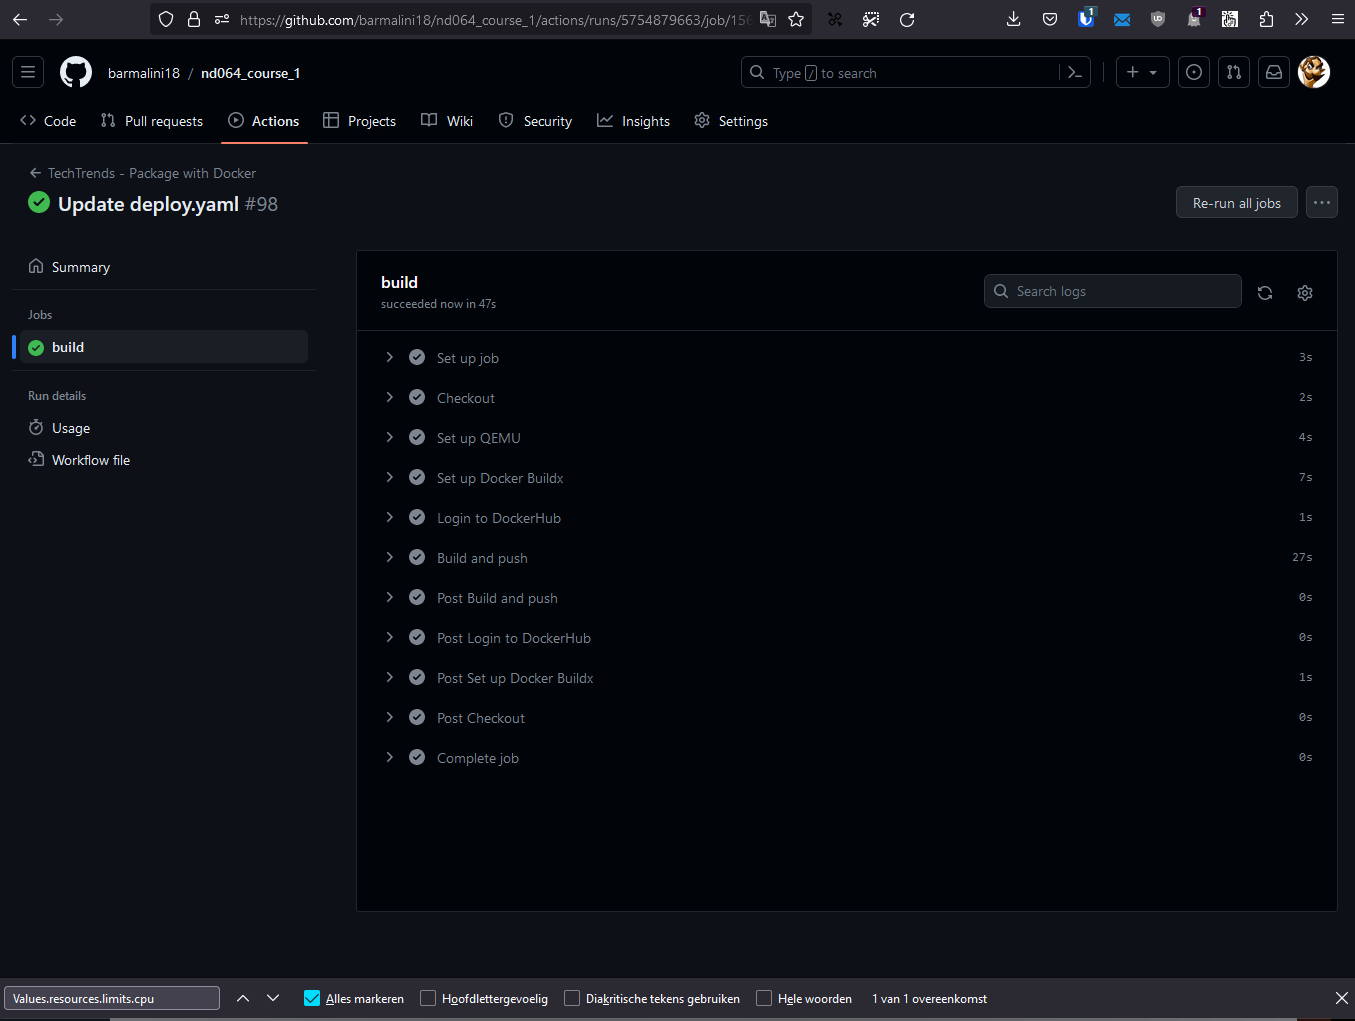 https://github.com/barmalini18/nd064_course_1/actions/runs/5754879663/job/156
1
1
barmalini18 / nd064_course_1
Type / to search
Code
Pull requests
Actions
Projects
Wiki
Security
Insights
Settings
TechTrends - Package with Docker
Update deploy.yaml #98
Re-run all jobs
Summary
Jobs
build
Run details
Usage
Workflow file
build
succeeded now in 47s
Search logs
Set up job 3s
Checkout 2s
Set up QEMU 4s
Set up Docker Buildx 7s
Login to DockerHub 1s
Build and push 27s
Post Build and push 0s
Post Login to DockerHub 0s
Post Set up Docker Buildx 1s
Post Checkout 0s
Complete job 0s
Values.resources.limits.cpu
Alles markeren
Hoofdlettergevoelig
Diakritische tekens gebruiken
Hele woorden
1 van 1 overeenkomst